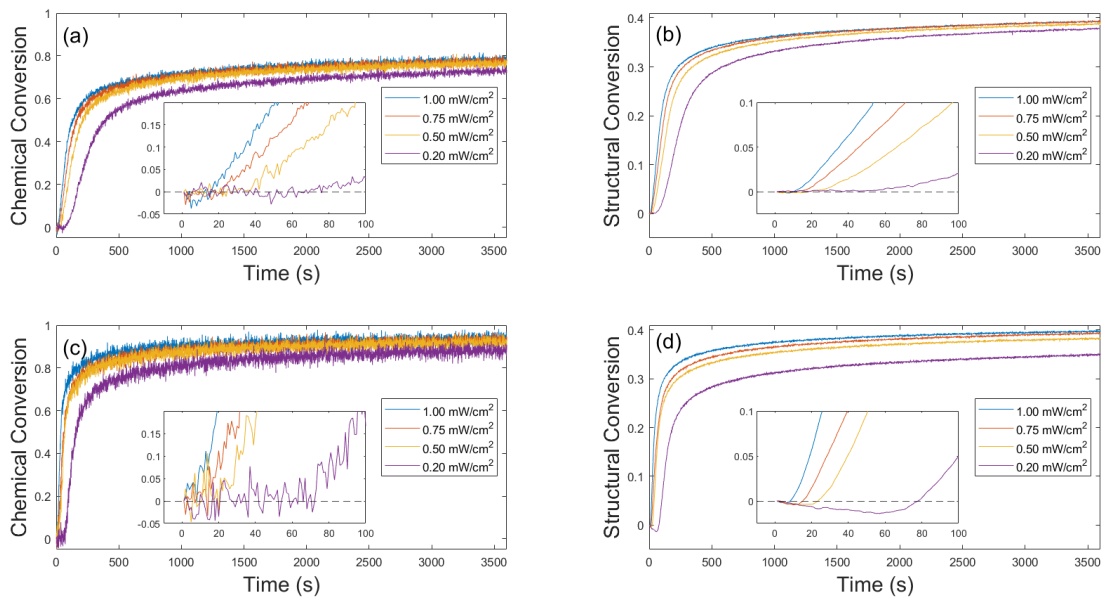 (a)
Chemical Conversion
1
0.8
0.6
0.4
0.2
0
0 500 1000 1500 2000 2500 3000 3500
Time (s)
0.15
0.1
0.05
0
-0.05
0 20 40 60 80 100
1.00 mW/cm²
0.75 mW/cm²
0.50 mW/cm²
0.20 mW/cm²
(b)
Structural Conversion
0.4
0.3
0.2
0.1
0
0 500 1000 1500 2000 2500 3000 3500
Time (s)
0.1
0.05
0
0 20 40 60 80 100
1.00 mW/cm²
0.75 mW/cm²
0.50 mW/cm²
0.20 mW/cm²
(c)
Chemical Conversion
1
0.8
0.6
0.4
0.2
0
0 500 1000 1500 2000 2500 3000 3500
Time (s)
0.15
0.1
0.05
0
-0.05
0 20 40 60 80 100
1.00 mW/cm²
0.75 mW/cm²
0.50 mW/cm²
0.20 mW/cm²
(d)
Structural Conversion
0.4
0.3
0.2
0.1
0
0 500 1000 1500 2000 2500 3000 3500
Time (s)
0.1
0.05
0
0 20 40 60 80 100
1.00 mW/cm²
0.75 mW/cm²
0.50 mW/cm²
0.20 mW/cm²